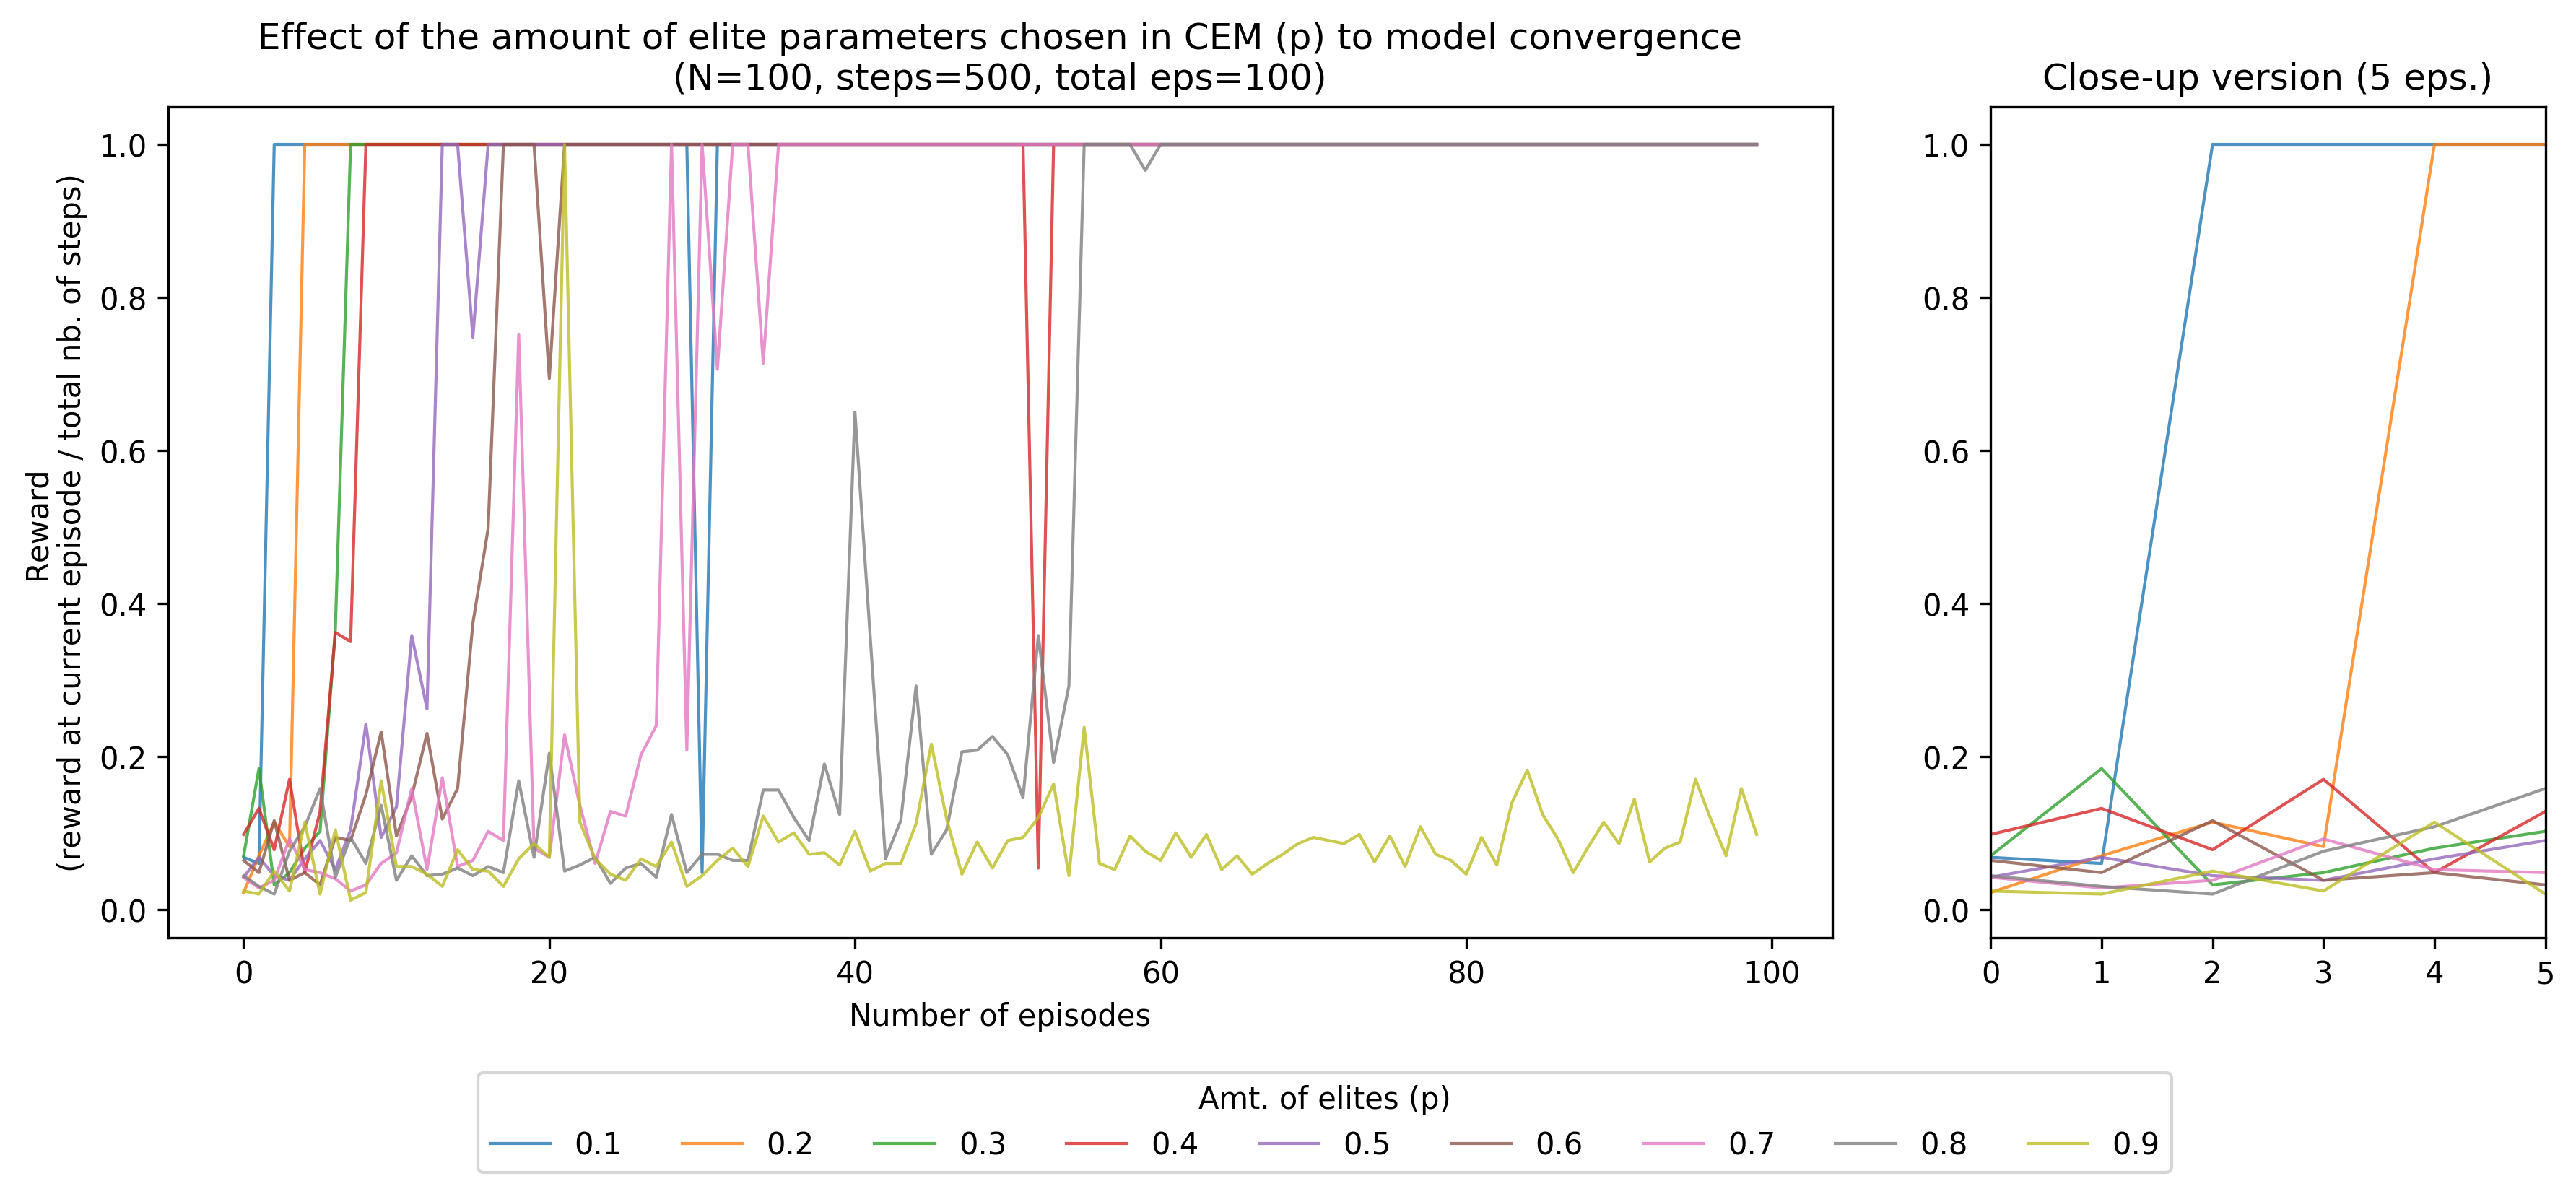 Effect of the amount of elite parameters chosen in CEM (p) to model convergence
(N=100, steps=500, total eps=100)
Reward
(reward at current episode / total nb. of steps)
1.0
0.8
0.6
0.4
0.2
0.0
0 20 40 60 80 100
Number of episodes
Close-up version (5 eps.)
1.0
0.8
0.6
0.4
0.2
0.0
0 1 2 3 4 5
Amt. of elites (p)
0.1 0.2 0.3 0.4 0.5 0.6 0.7 0.8 0.9